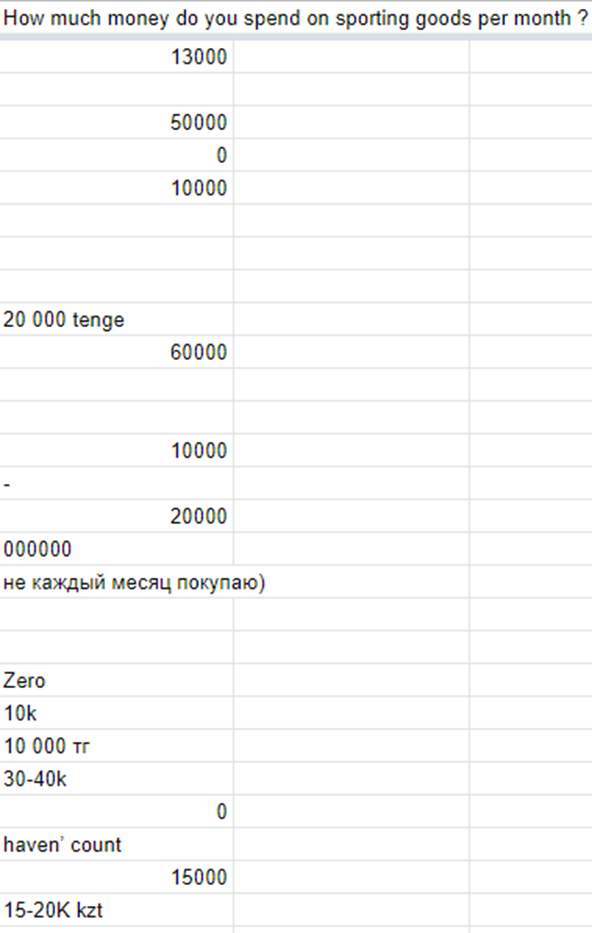 How much money do you spend on sporting goods per month ?
13000
50000
0
10000
20 000 tenge
60000
10000
-
20000
000000
не каждый месяц покупаю)
Zero
10k
10 000 тг
30-40k
0
haven' count
15000
15-20K kzt